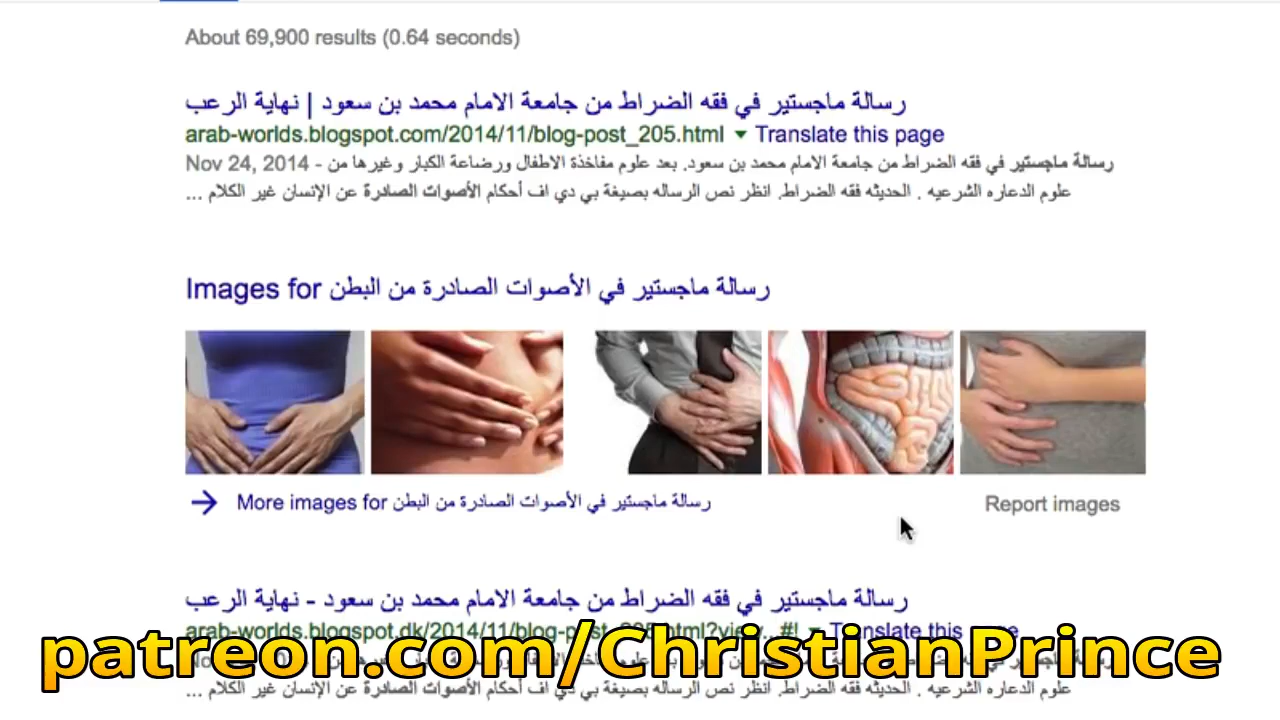 About 69,900 results (0.64 seconds)
رسالة ماجستير في فقه الضراط من جامعة الامام محمد بن سعود | نهاية الرعب
arab-worlds.blogspot.com/2014/11/blog-post_205.html ▼ Translate this page
Nov 24, 2014 - رسالة ماجستير في فقه الضراط من جامعة الامام محمد بن سعود. بعد علوم مفاخذة الاطفال ورضاعة الكبار وغيرها من
علوم الدعاره الشرعيه . الحديثه فقه الضراط. انظر نص الرساله بصيغة بي دي اف أحكام الأصوات الصادرة عن الإنسان غير الكلام ...
Images for رسالة ماجستير في الأصوات الصادرة من البطن
More images for رسالة ماجستير في الأصوات الصادرة من البطن
Report images
رسالة ماجستير في فقه الضراط من جامعة الامام محمد بن سعود - نهاية الرعب
arab-worlds.blogspot.dk/2014/11/blog- Translate this page
patreon.com/ChristianPrince
علوم الدعاره الشرعيه . الحديثه فقه الضراط. انظر نص الرساله بصيغة بي دي اف أحكام الأصوات الصادرة عن الإنسان غير الكلام ...